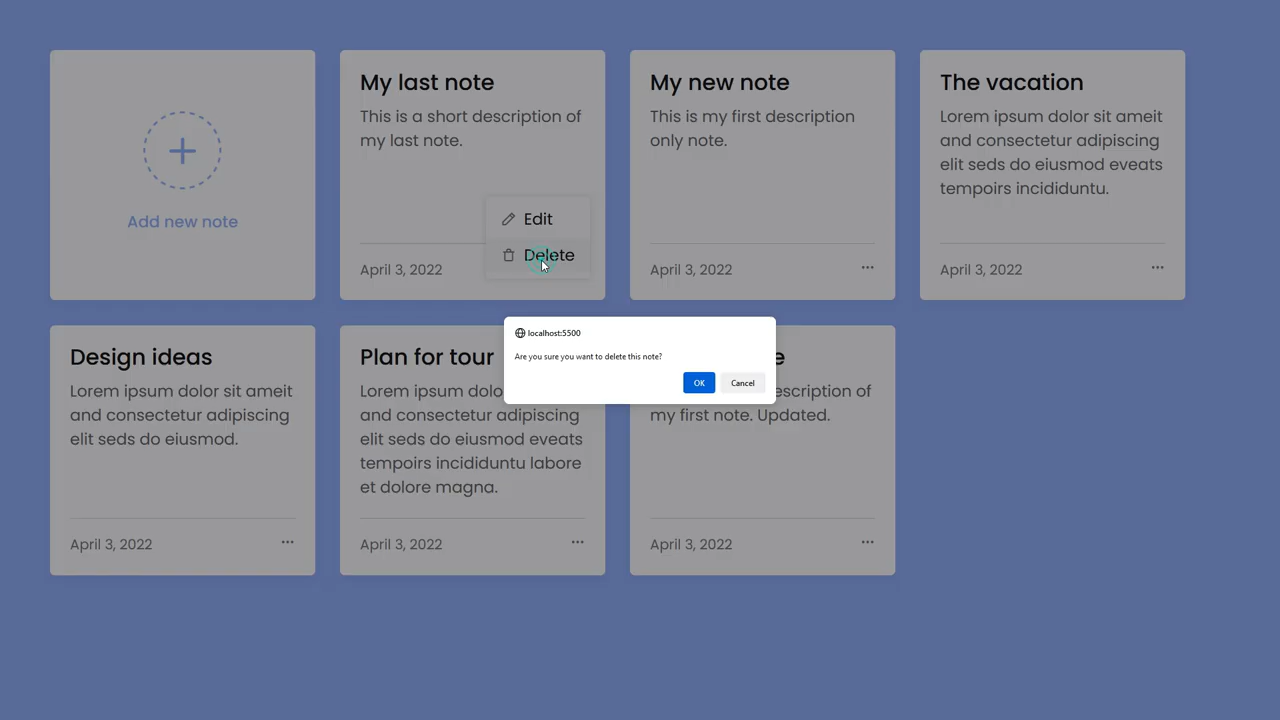 Add new note
My last note
This is a short description of
my last note.
Edit
Delete
April 3, 2022
My new note
This is my first description
only note.
April 3, 2022
The vacation
Lorem ipsum dolor sit ameit
and consectetur adipiscing
elit seds do eiusmod eveats
tempoirs incididuntu.
April 3, 2022
localhost:5500
Are you sure you want to delete this note?
OK
Cancel
Design ideas
Lorem ipsum dolor sit ameit
and consectetur adipiscing
elit seds do eiusmod.
April 3, 2022
Plan for tour
Lorem ipsum dolo
and consectetur adipiscing
elit seds do eiusmod eveats
tempoirs incididuntu labore
et dolore magna.
April 3, 2022
e
scription of
my first note. Updated.
April 3, 2022